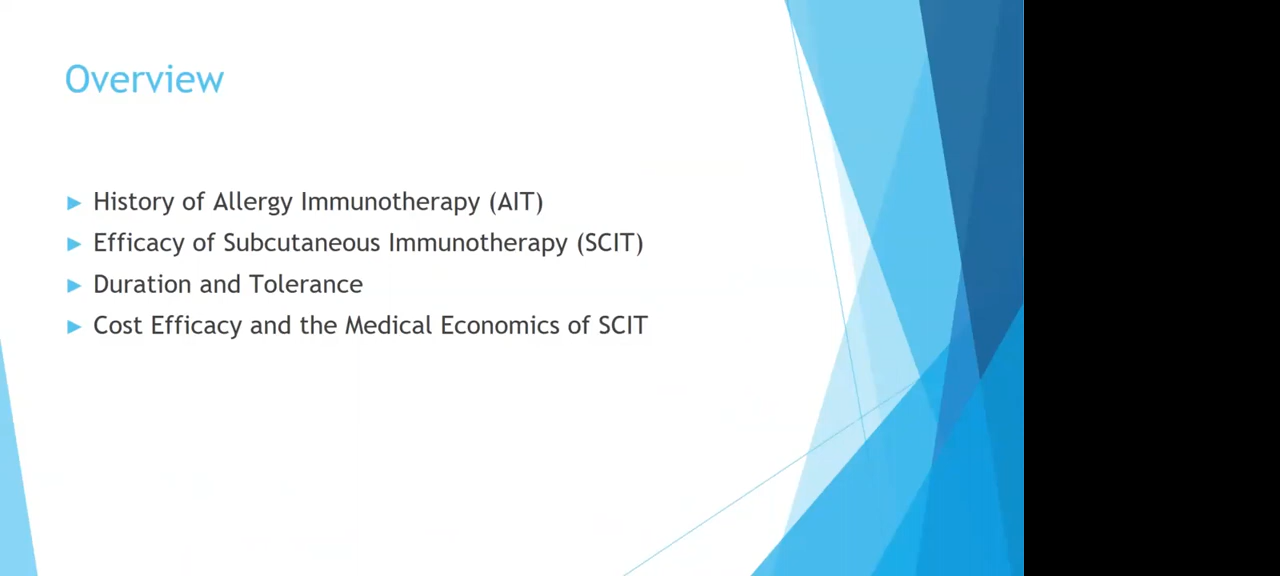 Overview
History of Allergy Immunotherapy (AIT)
Efficacy of Subcutaneous Immunotherapy (SCIT)
Duration and Tolerance
Cost Efficacy and the Medical Economics of SCIT